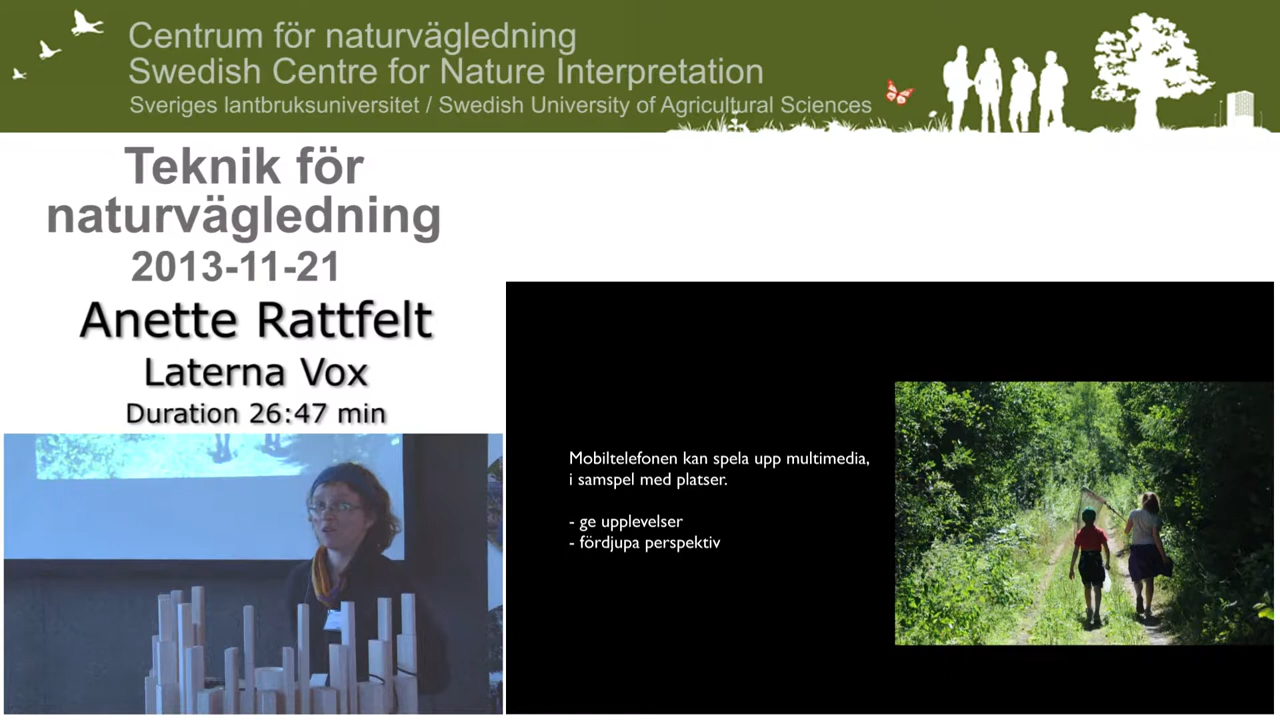 Centrum för naturvägledning
Swedish Centre for Nature Interpretation
Sveriges lantbruksuniversitet / Swedish University of Agricultural Sciences
Teknik för
naturvägledning
2013-11-21
Anette Rattfelt
Laterna Vox
Duration 26:47 min
Mobiltelefonen kan spela upp multimedia,
i samspel med platser.
- ge upplevelser
- fördjupa perspektiv